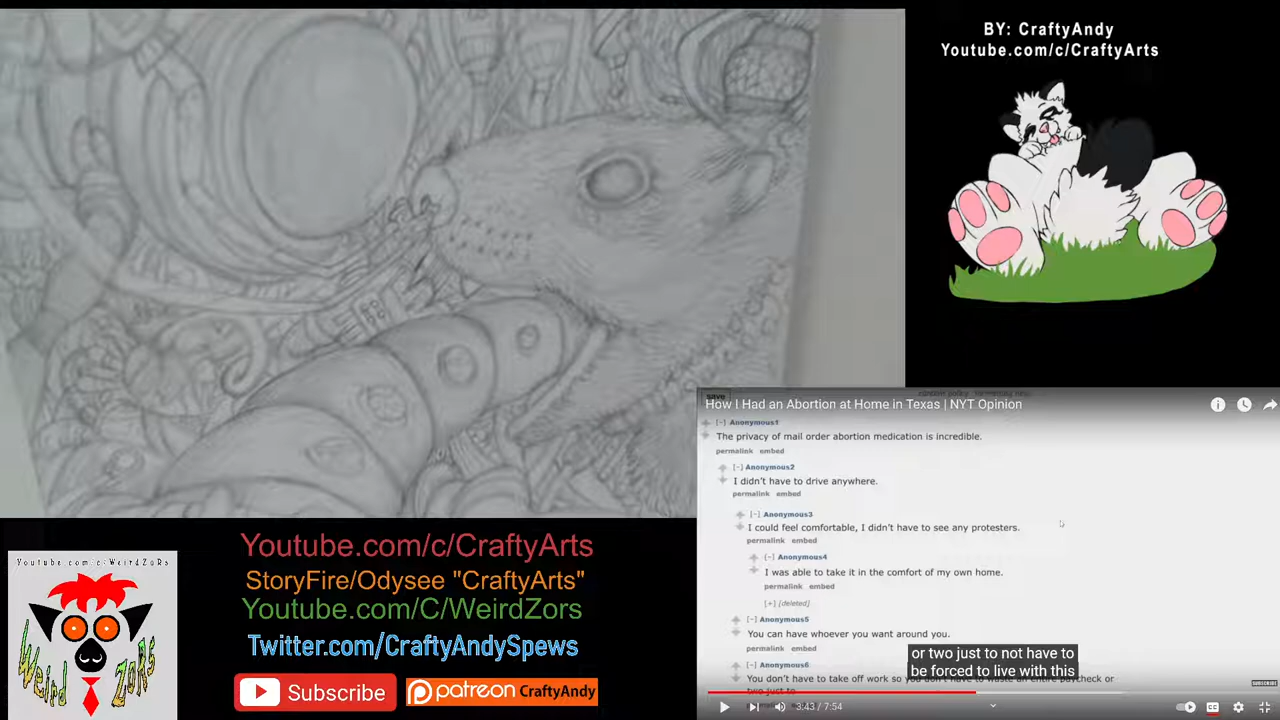 BY: CraftyAndy
Youtube.com/c/CraftyArts
save
How I Had an Abortion at Home in Texas | NYT Opinion
[-] Anonymous1
The privacy of mail order abortion medication is incredible.
permalink embed
[-] Anonymous2
I didn't have to drive anywhere.
permalink embed
[-] Anonymous3
I could feel comfortable, I didn't have to see any protesters.
permalink embed
[-] Anonymous4
I was able to take it in the comfort of my own home.
permalink embed
[+] [deleted]
[-] Anonymous5
You can have whoever you want around you.
permalink embed
[-] Anonymous6
You don't have to take off work so you don't have to waste an entire paycheck or
two just to
or two just to not have to
be forced to live with this
3:43 / 7:54
CC
Youtube.com/c/WeirdZoRs
Youtube.com/c/CraftyArts
StoryFire/Odysee "CraftyArts"
Youtube.com/C/WeirdZors
Twitter.com/CraftyAndySpews
Subscribe
patreon CraftyAndy